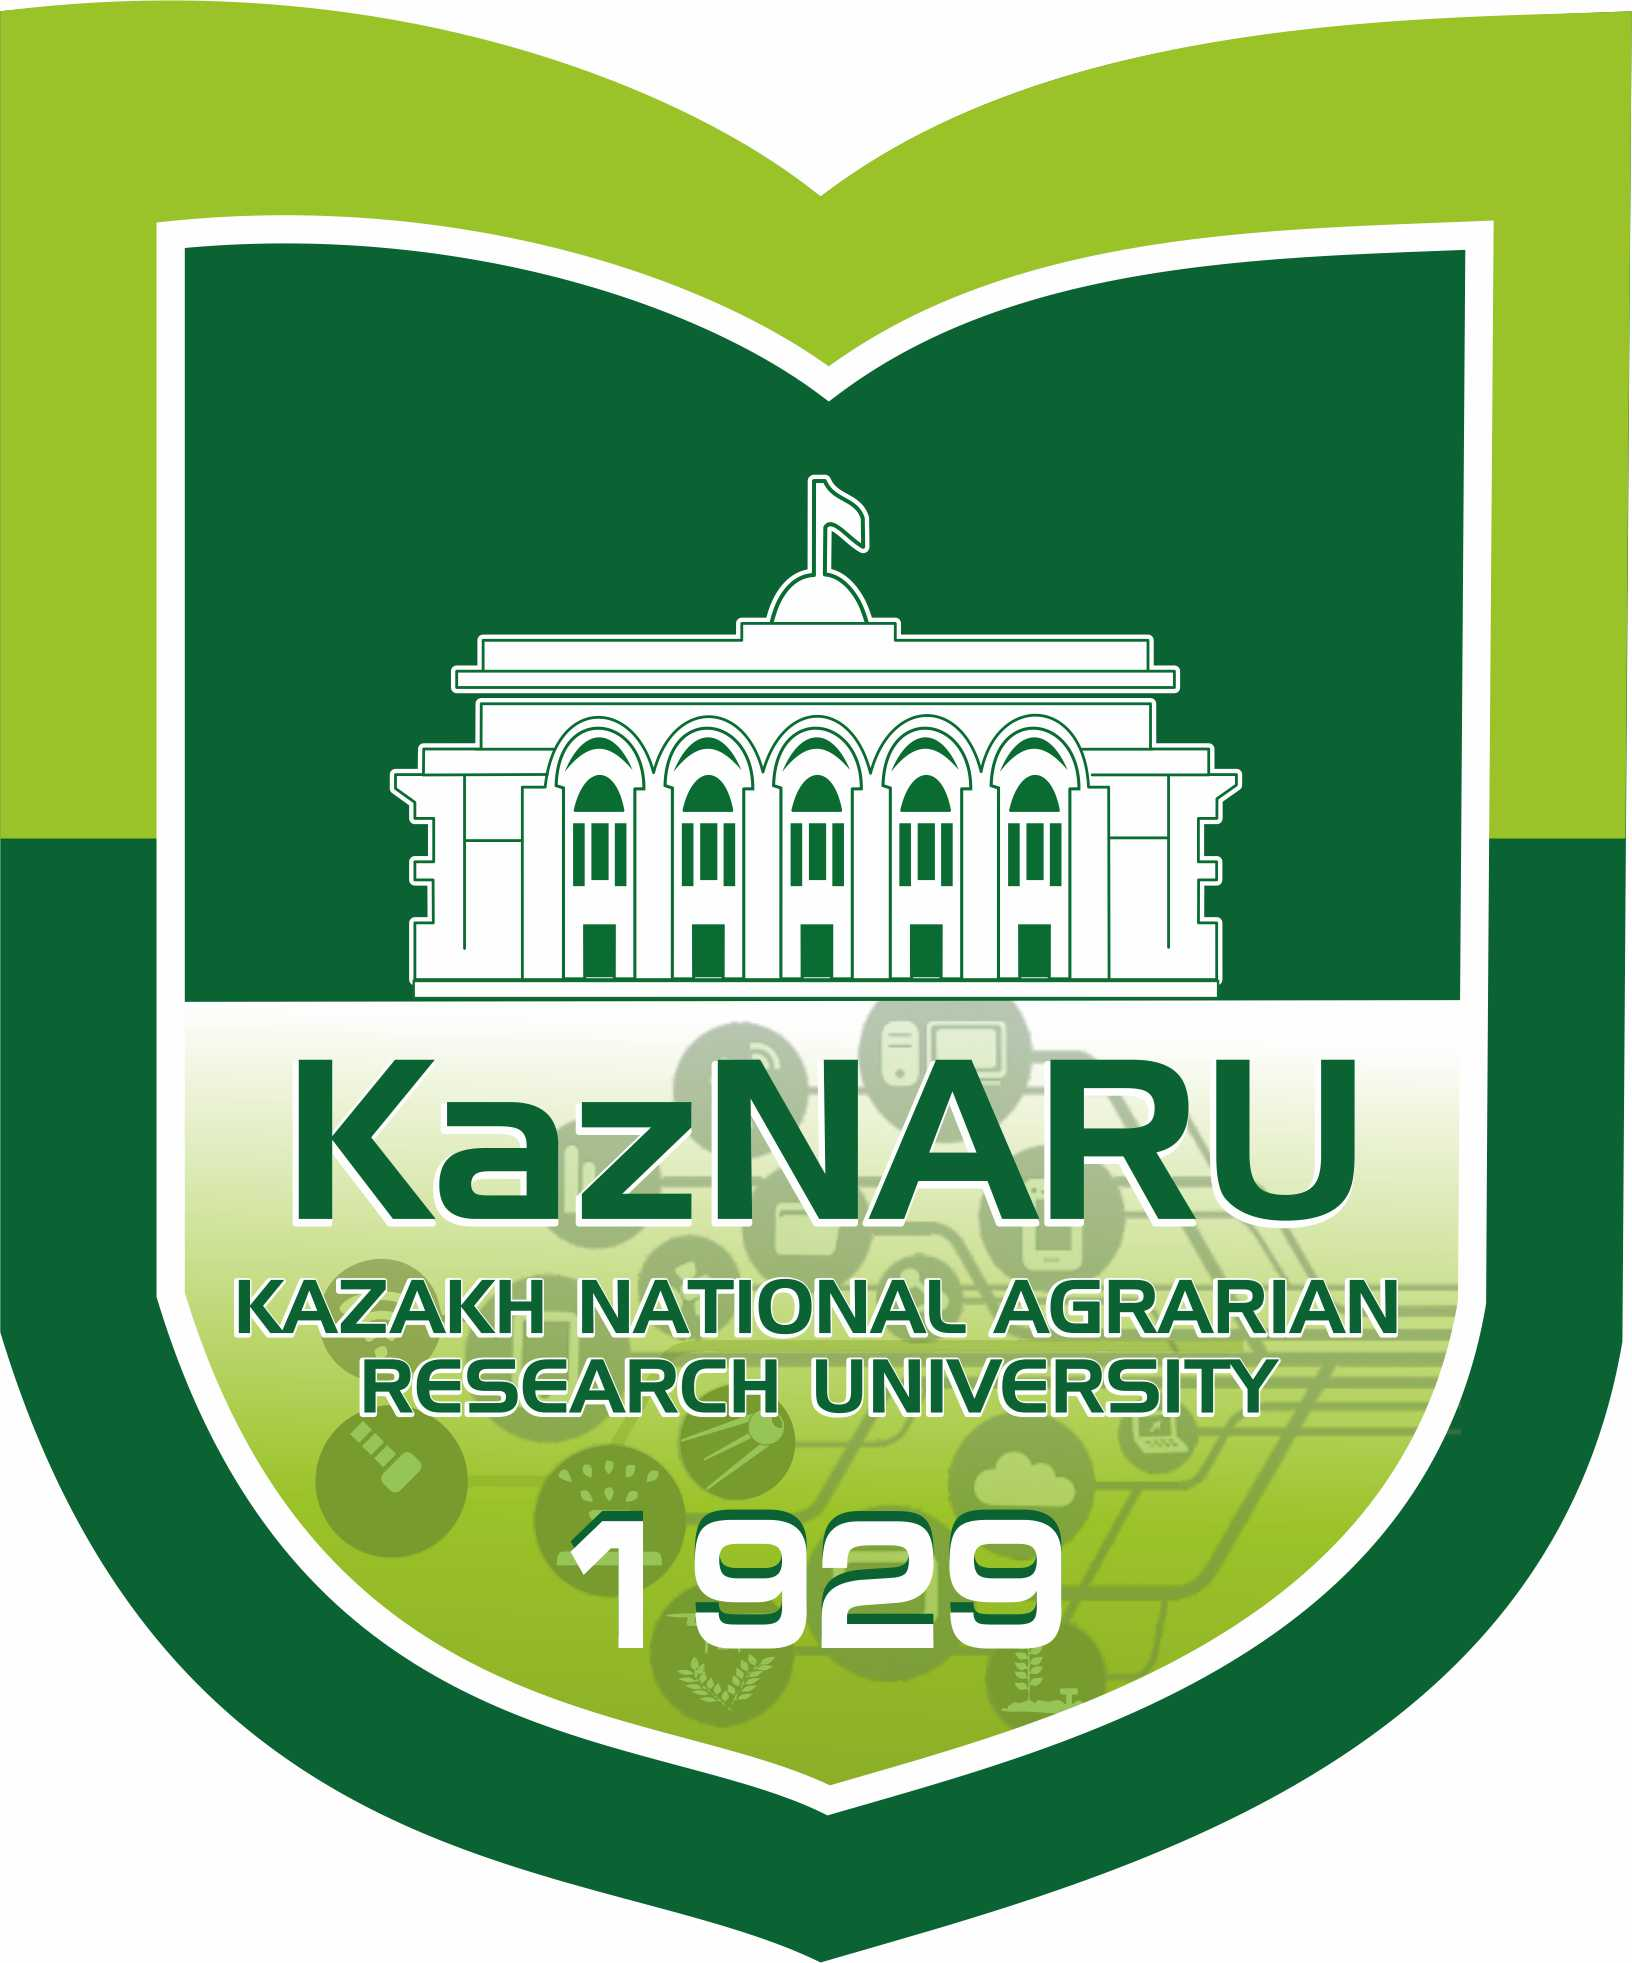 KazNARU
KAZAKH NATIONAL AGRARIAN
RESEARCH UNIVERSITY
1929